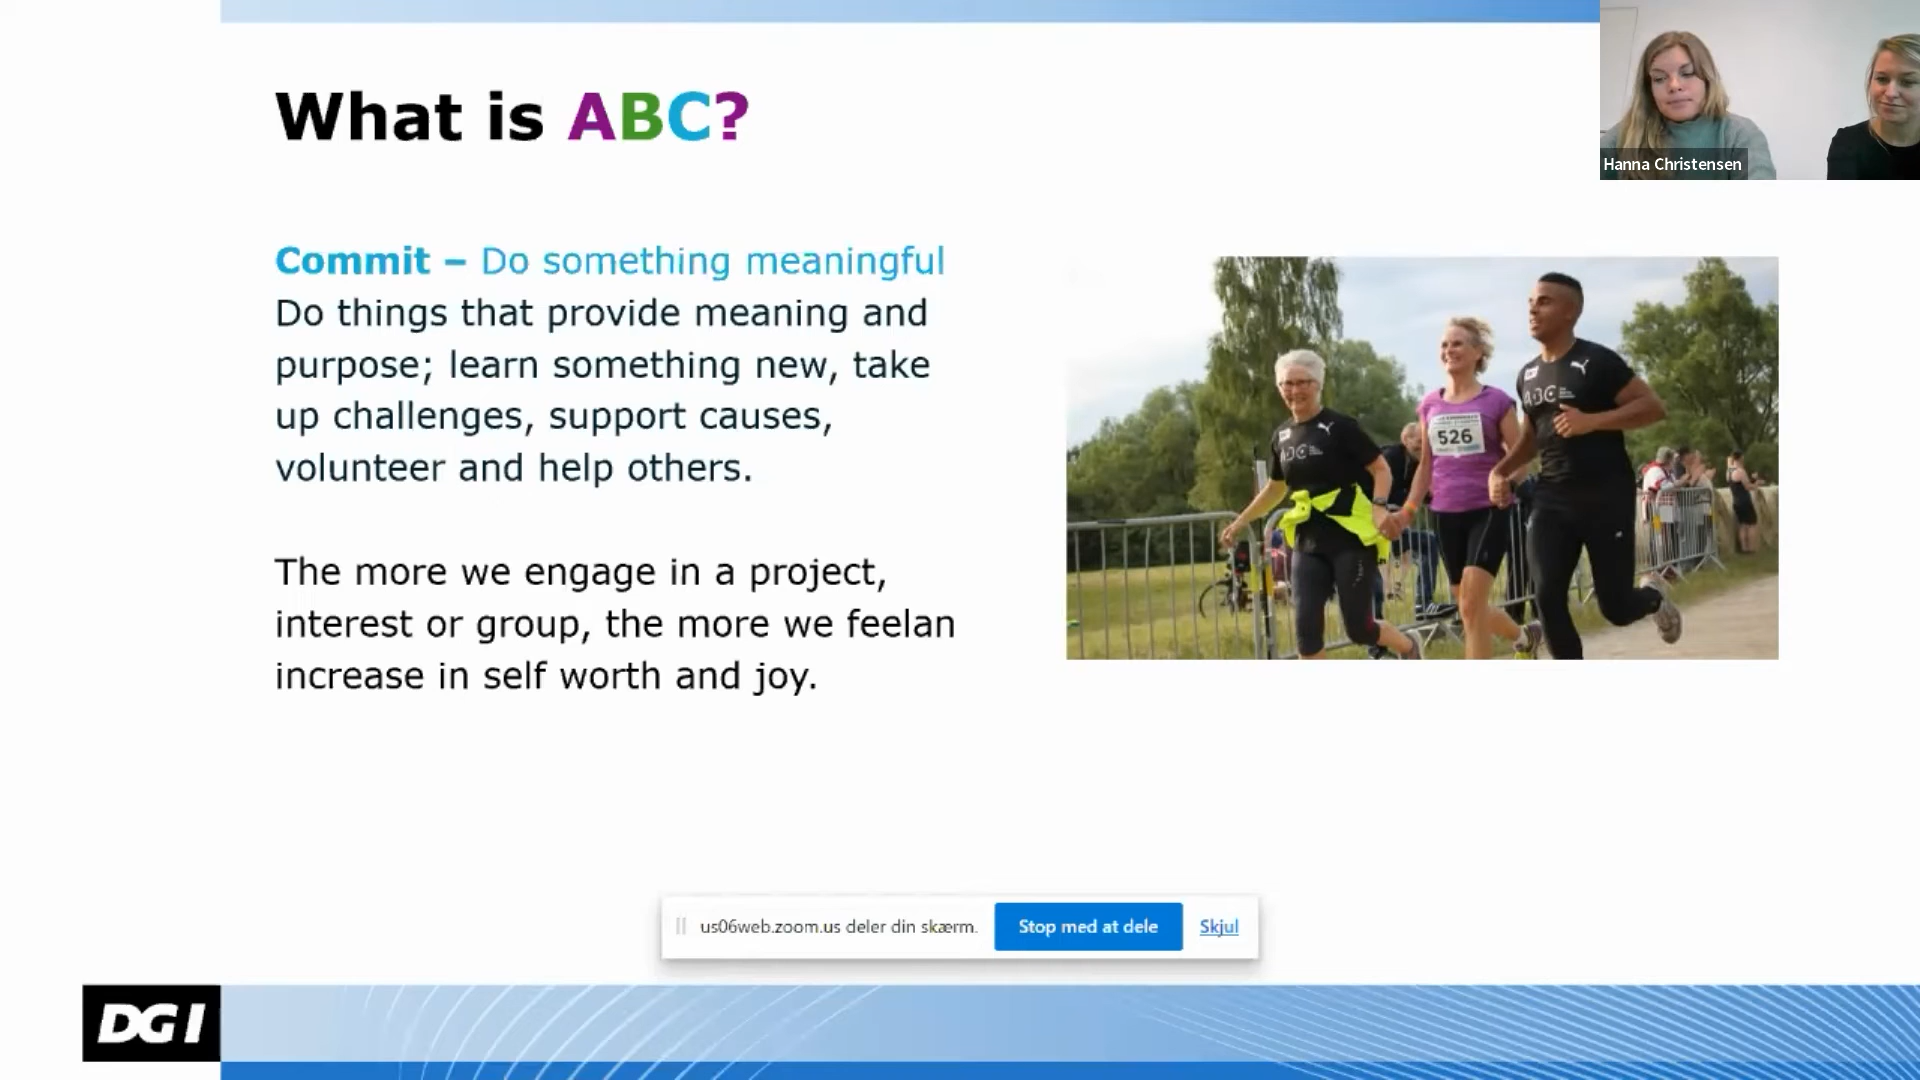 What is ABC?
Hanna Christensen
Commit – Do something meaningful
Do things that provide meaning and
purpose; learn something new, take
up challenges, support causes,
volunteer and help others.
The more we engage in a project,
interest or group, the more we feelan
increase in self worth and joy.
ABC
526
ABC
us06web.zoom.us deler din skærm.
Stop med at dele
Skjul
DGI